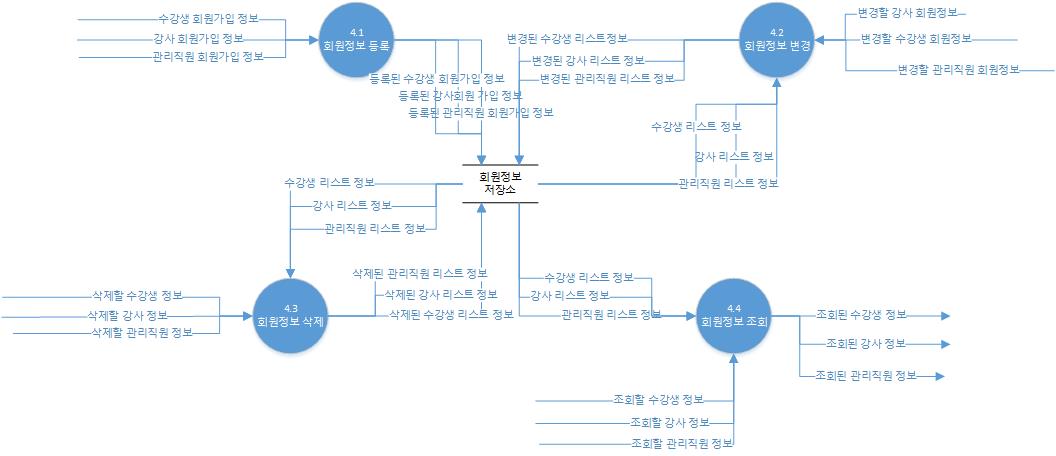 수강생 회원가입 정보
강사 회원가입 정보
관리직원 회원가입 정보
4.1
회원정보 등록
등록된 수강생 회원가입 정보
등록된 강사회원 가입 정보
등록된 관리직원 회원가입 정보
변경된 수강생 리스트정보
변경된 강사 리스트 정보
변경된 관리직원 리스트 정보
4.2
회원정보 변경
변경할 강사 회원정보
변경할 수강생 회원정보
변경할 관리직원 회원정보
수강생 리스트 정보
강사 리스트 정보
관리직원 리스트 정보
회원정보
저장소
수강생 리스트 정보
강사 리스트 정보
관리직원 리스트 정보
삭제할 수강생 정보
삭제할 강사 정보
삭제할 관리직원 정보
4.3
회원정보 삭제
삭제된 관리직원 리스트 정보
삭제된 강사 리스트 정보
삭제된 수강생 리스트 정보
수강생 리스트 정보
강사 리스트 정보
관리직원 리스트 정보
4.4
회원정보 조회
조회된 수강생 정보
조회된 강사 정보
조회된 관리직원 정보
조회할 수강생 정보
조회할 강사 정보
조회할 관리직원 정보